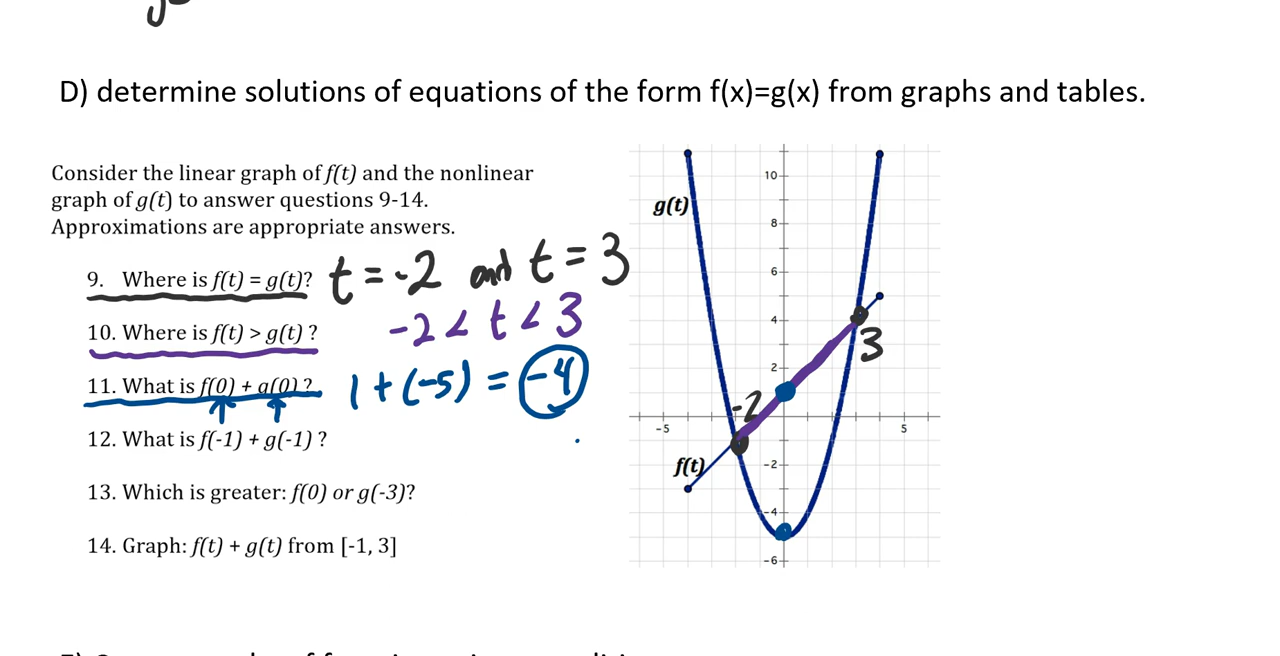 D) determine solutions of equations of the form f(x)=g(x) from graphs and tables.
Consider the linear graph of f(t) and the nonlinear
graph of g(t) to answer questions 9-14.
Approximations are appropriate answers.
9. Where is f(t) = g(t)? t = -2 and t = 3
10. Where is f(t) > g(t) ? -2 < t < 3
11. What is f(0) + g(0) ? 1 + (-5) = -4
12. What is f(-1) + g(-1) ?
13. Which is greater: f(0) or g(-3)?
14. Graph: f(t) + g(t) from [-1, 3]
10
g(t)
8
6
4
3
2
-2
-5
5
f(t)
-2
-4
-6